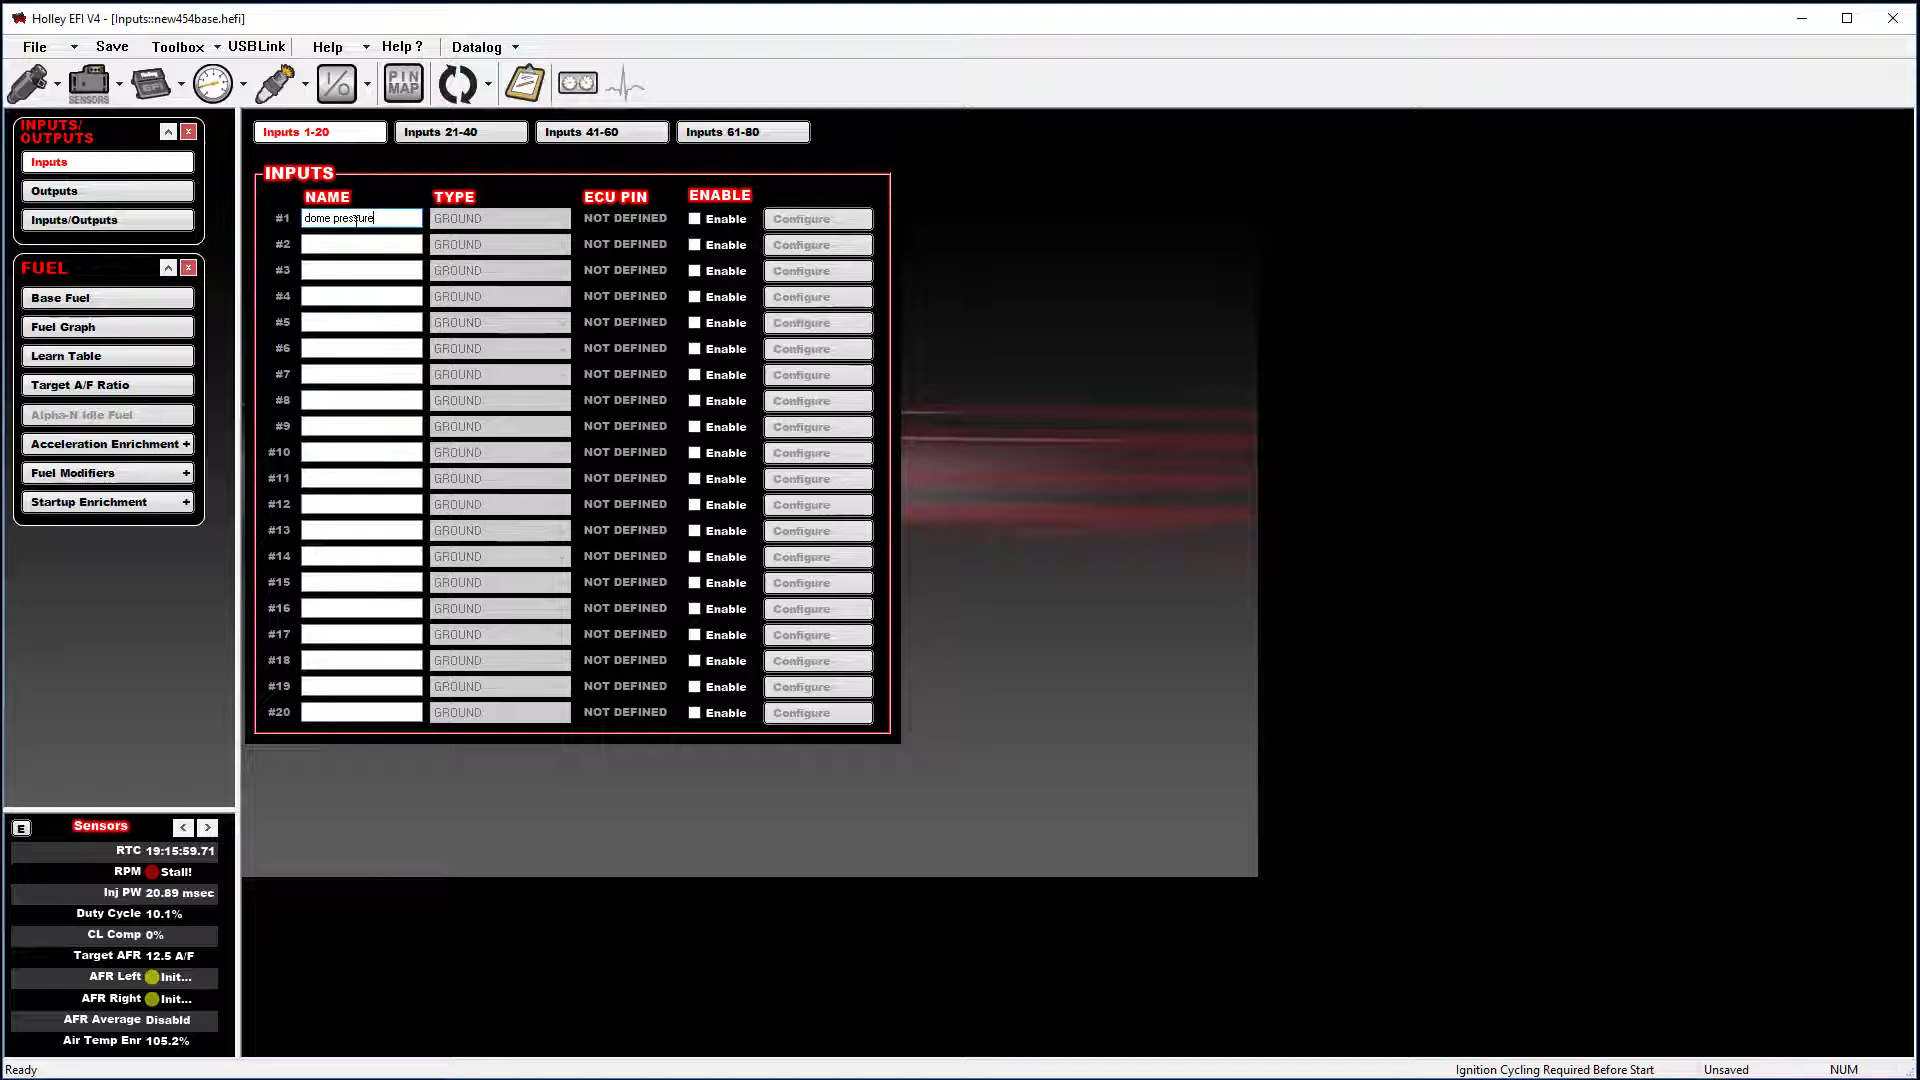 Holley EFI V4 - [Inputs::new454base.hefi]
File Save Toolbox USBLink Help Help ? Datalog
SENSORS Holley EFI I/O PIN MAP
INPUTS/
OUTPUTS
Inputs
Outputs
Inputs/Outputs
FUEL
Base Fuel
Fuel Graph
Learn Table
Target A/F Ratio
Alpha-N Idle Fuel
Acceleration Enrichment +
Fuel Modifiers +
Startup Enrichment +
Inputs 1-20 Inputs 21-40 Inputs 41-60 Inputs 61-80
INPUTS
NAME TYPE ECU PIN ENABLE
#1 dome pressure GROUND NOT DEFINED Enable Configure
#2 GROUND NOT DEFINED Enable Configure
#3 GROUND NOT DEFINED Enable Configure
#4 GROUND NOT DEFINED Enable Configure
#5 GROUND NOT DEFINED Enable Configure
#6 GROUND NOT DEFINED Enable Configure
#7 GROUND NOT DEFINED Enable Configure
#8 GROUND NOT DEFINED Enable Configure
#9 GROUND NOT DEFINED Enable Configure
#10 GROUND NOT DEFINED Enable Configure
#11 GROUND NOT DEFINED Enable Configure
#12 GROUND NOT DEFINED Enable Configure
#13 GROUND NOT DEFINED Enable Configure
#14 GROUND NOT DEFINED Enable Configure
#15 GROUND NOT DEFINED Enable Configure
#16 GROUND NOT DEFINED Enable Configure
#17 GROUND NOT DEFINED Enable Configure
#18 GROUND NOT DEFINED Enable Configure
#19 GROUND NOT DEFINED Enable Configure
#20 GROUND NOT DEFINED Enable Configure
E Sensors < >
RTC 19:15:59.71
RPM Stall!
Inj PW 20.89 msec
Duty Cycle 10.1%
CL Comp 0%
Target AFR 12.5 A/F
AFR Left Init...
AFR Right Init...
AFR Average Disabld
Air Temp Enr 105.2%
Ready Ignition Cycling Required Before Start Unsaved NUM